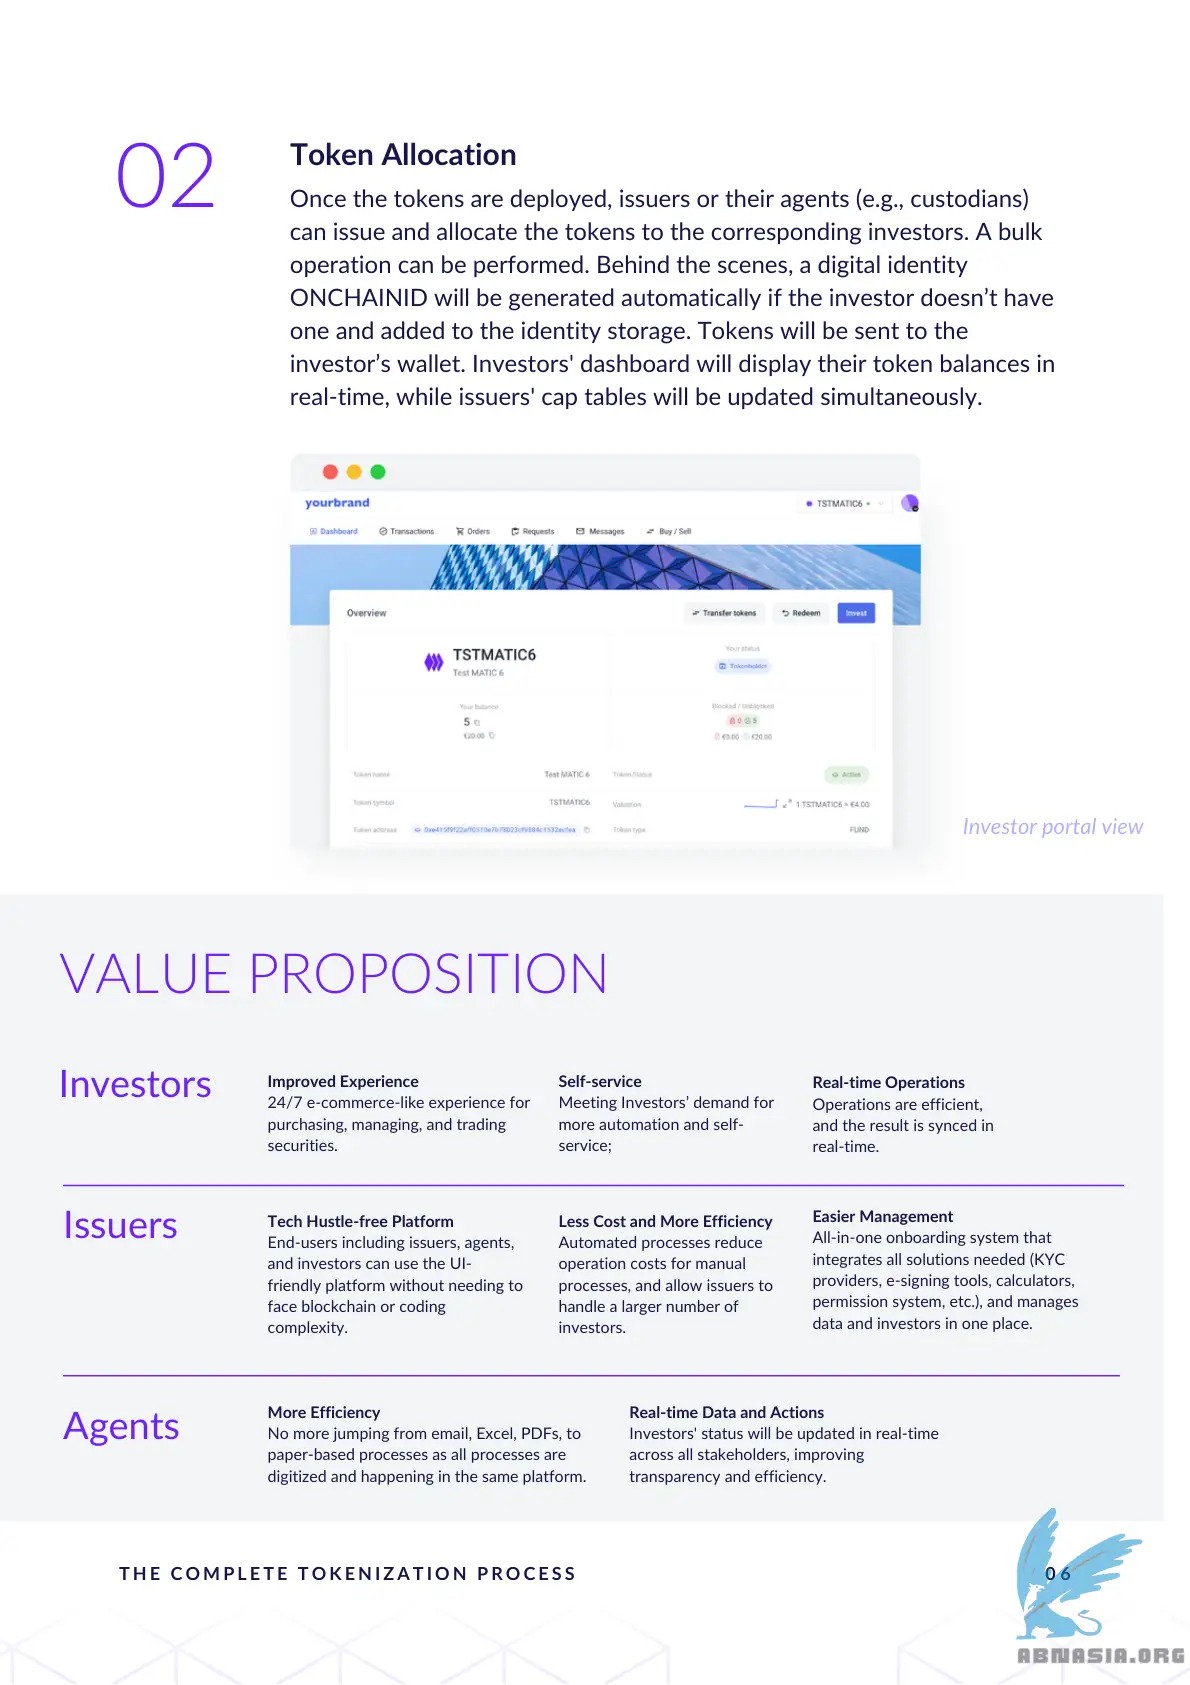 02
Token Allocation
Once the tokens are deployed, issuers or their agents (e.g., custodians)
can issue and allocate the tokens to the corresponding investors. A bulk
operation can be performed. Behind the scenes, a digital identity
ONCHAINID will be generated automatically if the investor doesn’t have
one and added to the identity storage. Tokens will be sent to the
investor’s wallet. Investors' dashboard will display their token balances in
real-time, while issuers' cap tables will be updated simultaneously.
yourbrand
TSTMATIC6
Dashboard Transactions Orders Requests Messages Buy / Sell
Overview Transfer tokens Redeem Invest
TSTMATIC6
Test MATIC 6
Your status
Tokenholder
Your balance
5
€20.00
Blocked / Unblocked
0 5
€0.00 €20.00
Token name Test MATIC 6 Token Status Active
Token symbol TSTMATIC6 Valuation 1 TSTMATIC6 = €4.00
Token address Token type FUND
Investor portal view
VALUE PROPOSITION
Investors
Improved Experience
24/7 e-commerce-like experience for
purchasing, managing, and trading
securities.
Self-service
Meeting Investors’ demand for
more automation and self-
service;
Real-time Operations
Operations are efficient,
and the result is synced in
real-time.
Issuers
Tech Hustle-free Platform
End-users including issuers, agents,
and investors can use the UI-
friendly platform without needing to
face blockchain or coding
complexity.
Less Cost and More Efficiency
Automated processes reduce
operation costs for manual
processes, and allow issuers to
handle a larger number of
investors.
Easier Management
All-in-one onboarding system that
integrates all solutions needed (KYC
providers, e-signing tools, calculators,
permission system, etc.), and manages
data and investors in one place.
Agents
More Efficiency
No more jumping from email, Excel, PDFs, to
paper-based processes as all processes are
digitized and happening in the same platform.
Real-time Data and Actions
Investors' status will be updated in real-time
across all stakeholders, improving
transparency and efficiency.
THE COMPLETE TOKENIZATION PROCESS
06
ABNASIA.ORG